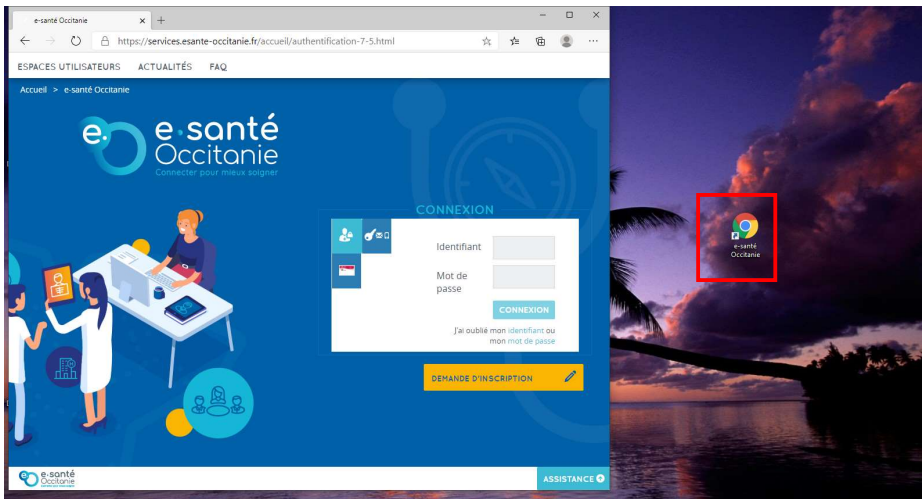 e-santé Occitanie
https://services.esante-occitanie.fr/accueil/authentification-7-5.html
ESPACES UTILISATEURS ACTUALITÉS FAQ
Accueil > e-santé Occitanie
e·santé
Occitanie
Connecter pour mieux soigner
CONNEXION
Identifiant
Mot de
passe
CONNEXION
J'ai oublié mon identifiant ou
mon mot de passe
DEMANDE D'INSCRIPTION
e·santé
Occitanie
ASSISTANCE
e-santé
Occitanie